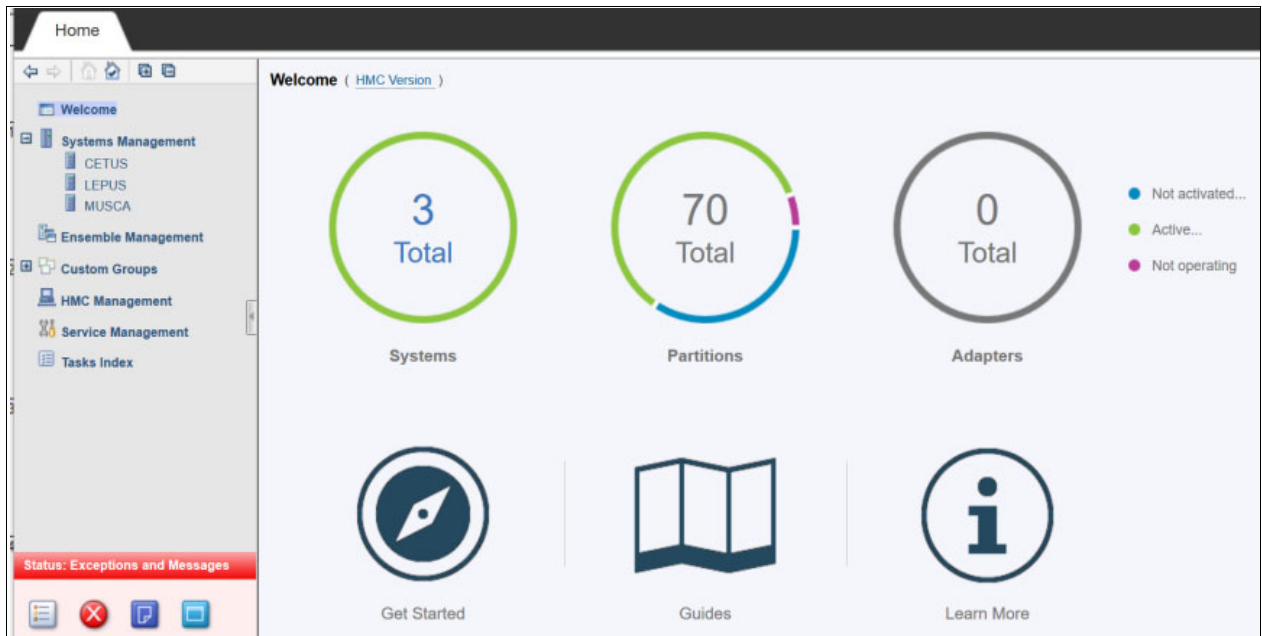 Home
Welcome ( HMC Version )
Welcome
Systems Management
CETUS
LEPUS
MUSCA
Ensemble Management
Custom Groups
HMC Management
Service Management
Tasks Index
3
Total
Systems
70
Total
Partitions
0
Total
Adapters
Not activated...
Active...
Not operating
Get Started
Guides
Learn More
Status: Exceptions and Messages